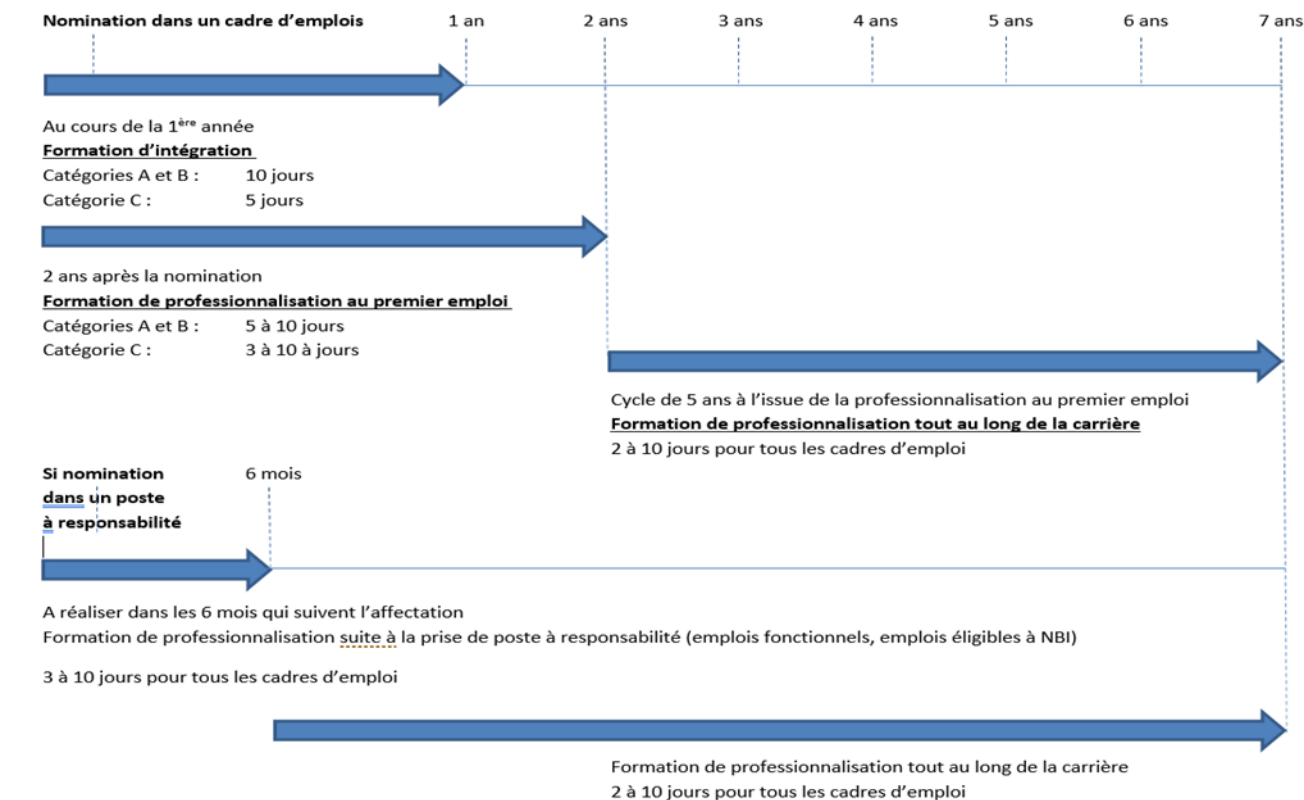 Nomination dans un cadre d’emplois 1 an 2 ans 3 ans 4 ans 5 ans 6 ans 7 ans
Au cours de la 1ère année
Formation d’intégration
Catégories A et B : 10 jours
Catégorie C : 5 jours
2 ans après la nomination
Formation de professionnalisation au premier emploi
Catégories A et B : 5 à 10 jours
Catégorie C : 3 à 10 à jours
Cycle de 5 ans à l’issue de la professionnalisation au premier emploi
Formation de professionnalisation tout au long de la carrière
2 à 10 jours pour tous les cadres d’emploi
Si nomination 6 mois
dans un poste
à responsabilité
A réaliser dans les 6 mois qui suivent l’affectation
Formation de professionnalisation suite à la prise de poste à responsabilité (emplois fonctionnels, emplois éligibles à NBI)
3 à 10 jours pour tous les cadres d’emploi
Formation de professionnalisation tout au long de la carrière
2 à 10 jours pour tous les cadres d’emploi